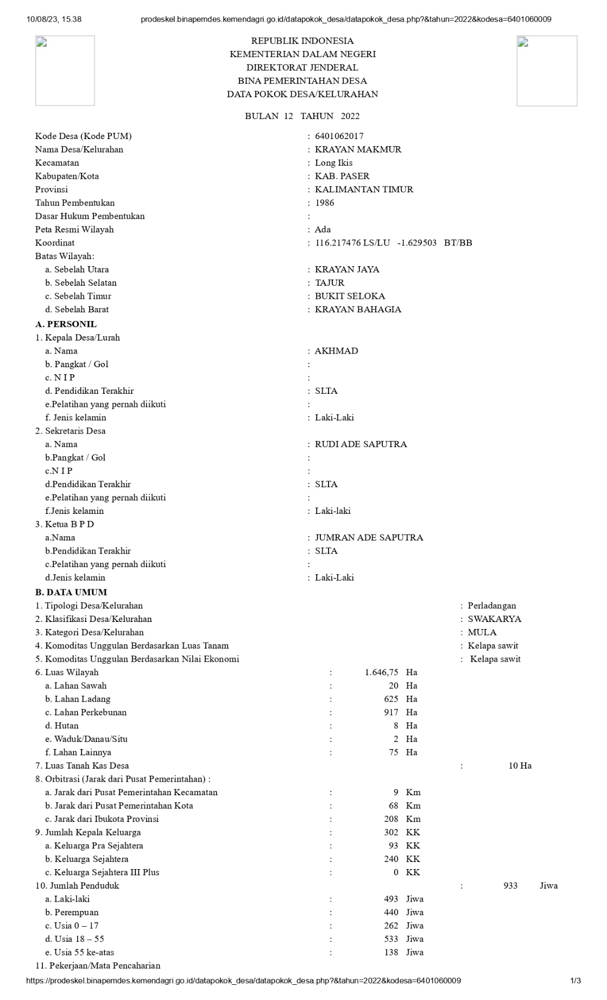 10/08/23, 15.38 prodeskel.binapemdes.kemendagri.go.id/datapokok_desa/datapokok_desa.php?&tahun=2022&kodesa=6401060009
REPUBLIK INDONESIA
KEMENTERIAN DALAM NEGERI
DIREKTORAT JENDERAL
BINA PEMERINTAHAN DESA
DATA POKOK DESA/KELURAHAN
BULAN 12 TAHUN 2022
Kode Desa (Kode PUM) : 6401062017
Nama Desa/Kelurahan : KRAYAN MAKMUR
Kecamatan : Long Ikis
Kabupaten/Kota : KAB. PASER
Provinsi : KALIMANTAN TIMUR
Tahun Pembentukan : 1986
Dasar Hukum Pembentukan :
Peta Resmi Wilayah : Ada
Koordinat : 116.217476 LS/LU -1.629503 BT/BB
Batas Wilayah:
a. Sebelah Utara : KRAYAN JAYA
b. Sebelah Selatan : TAJUR
c. Sebelah Timur : BUKIT SELOKA
d. Sebelah Barat : KRAYAN BAHAGIA
A. PERSONIL
1. Kepala Desa/Lurah
a. Nama : AKHMAD
b. Pangkat / Gol :
c. N I P :
d. Pendidikan Terakhir : SLTA
e.Pelatihan yang pernah diikuti :
f. Jenis kelamin : Laki-Laki
2. Sekretaris Desa
a. Nama : RUDI ADE SAPUTRA
b.Pangkat / Gol :
c.N I P :
d.Pendidikan Terakhir : SLTA
e.Pelatihan yang pernah diikuti :
f.Jenis kelamin : Laki-laki
3. Ketua B P D
a.Nama : JUMRAN ADE SAPUTRA
b.Pendidikan Terakhir : SLTA
c.Pelatihan yang pernah diikuti :
d.Jenis kelamin : Laki-Laki
B. DATA UMUM
1. Tipologi Desa/Kelurahan : Perladangan
2. Klasifikasi Desa/Kelurahan : SWAKARYA
3. Kategori Desa/Kelurahan : MULA
4. Komoditas Unggulan Berdasarkan Luas Tanam : Kelapa sawit
5. Komoditas Unggulan Berdasarkan Nilai Ekonomi : Kelapa sawit
6. Luas Wilayah : 1.646,75 Ha
a. Lahan Sawah : 20 Ha
b. Lahan Ladang : 625 Ha
c. Lahan Perkebunan : 917 Ha
d. Hutan : 8 Ha
e. Waduk/Danau/Situ : 2 Ha
f. Lahan Lainnya : 75 Ha
7. Luas Tanah Kas Desa : 10 Ha
8. Orbitrasi (Jarak dari Pusat Pemerintahan) :
a. Jarak dari Pusat Pemerintahan Kecamatan : 9 Km
b. Jarak dari Pusat Pemerintahan Kota : 68 Km
c. Jarak dari Ibukota Provinsi : 208 Km
9. Jumlah Kepala Keluarga : 302 KK
a. Keluarga Pra Sejahtera : 93 KK
b. Keluarga Sejahtera : 240 KK
c. Keluarga Sejahtera III Plus : 0 KK
10. Jumlah Penduduk : 933 Jiwa
a. Laki-laki : 493 Jiwa
b. Perempuan : 440 Jiwa
c. Usia 0 – 17 : 262 Jiwa
d. Usia 18 – 55 : 533 Jiwa
e. Usia 55 ke-atas : 138 Jiwa
11. Pekerjaan/Mata Pencaharian
https://prodeskel.binapemdes.kemendagri.go.id/datapokok_desa/datapokok_desa.php?&tahun=2022&kodesa=6401060009 1/3